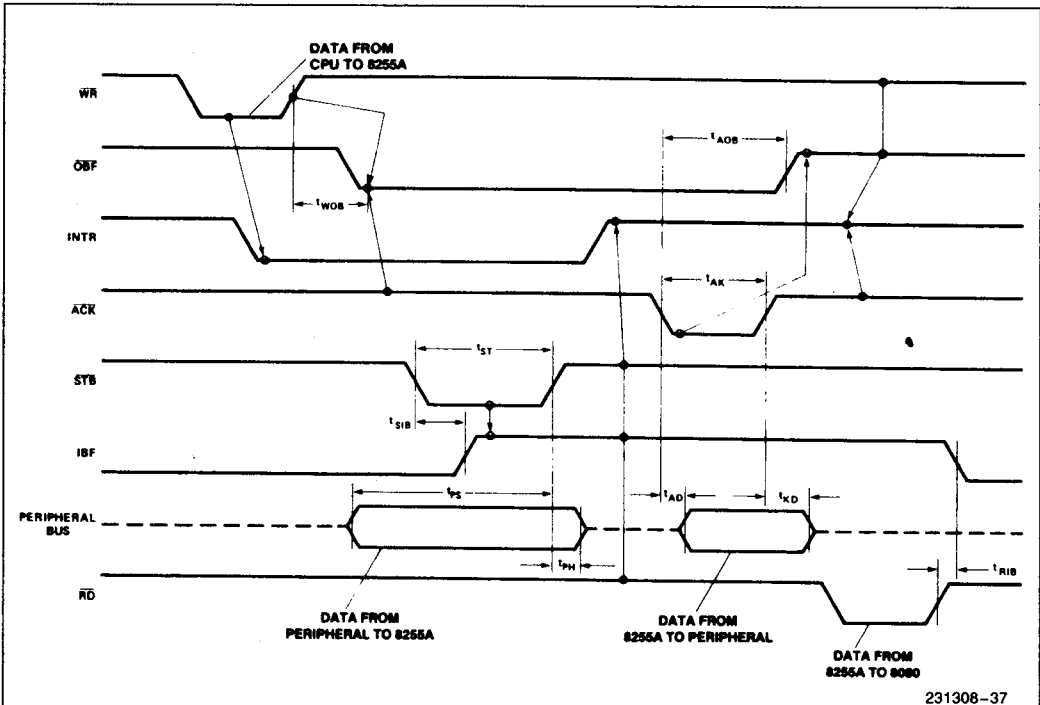 DATA FROM
CPU TO 8255A
WR
tAOB
OBF
tWOB
INTR
tAK
ACK
tST
STB
tSIB
IBF
tPS
tAD
tKD
PERIPHERAL
BUS
tPH
tRIB
RD
DATA FROM
PERIPHERAL TO 8255A
DATA FROM
8255A TO PERIPHERAL
DATA FROM
8255A TO 8080
231308-37